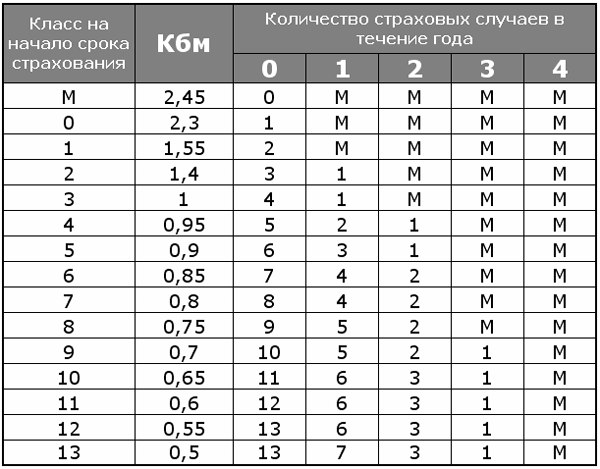 Класс на начало срока страхования Кбм Количество страховых случаев в течение года
0 1 2 3 4
М 2,45 0 М М М М
0 2,3 1 М М М М
1 1,55 2 М М М М
2 1,4 3 1 М М М
3 1 4 1 М М М
4 0,95 5 2 1 М М
5 0,9 6 3 1 М М
6 0,85 7 4 2 М М
7 0,8 8 4 2 М М
8 0,75 9 5 2 М М
9 0,7 10 5 2 1 М
10 0,65 11 6 3 1 М
11 0,6 12 6 3 1 М
12 0,55 13 6 3 1 М
13 0,5 13 7 3 1 М